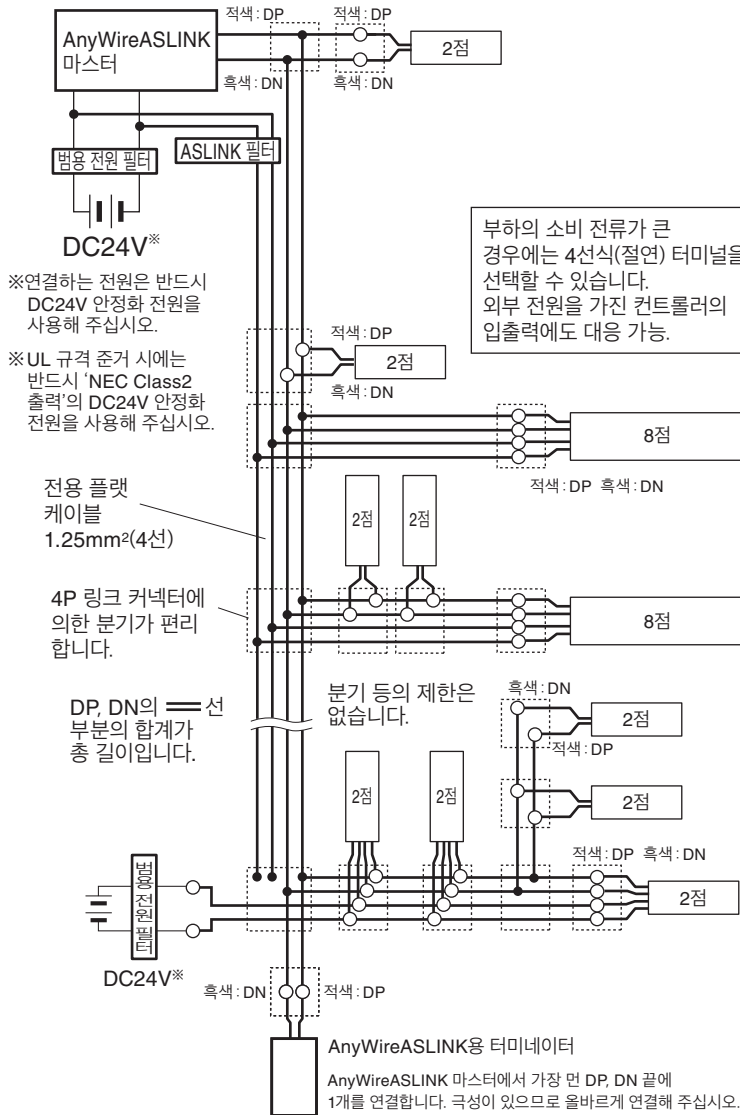 적색:DP
적색:DP
AnyWireASLINK
마스터
2점
흑색:DN
흑색:DN
범용 전원 필터
ASLINK 필터
DC24V※
※연결하는 전원은 반드시
DC24V 안정화 전원을
사용해 주십시오.
※UL 규격 준거 시에는
반드시 ‘NEC Class2
출력’의 DC24V 안정화
전원을 사용해 주십시오.
부하의 소비 전류가 큰
경우에는 4선식(절연) 터미널을
선택할 수 있습니다.
외부 전원을 가진 컨트롤러의
입출력에도 대응 가능.
적색:DP
2점
흑색:DN
8점
적색:DP 흑색:DN
전용 플랫
케이블
1.25mm²(4선)
2점
2점
4P 링크 커넥터에
의한 분기가 편리
합니다.
8점
DP, DN의 선
부분의 합계가
총 길이입니다.
분기 등의 제한은
없습니다.
흑색:DN
2점
적색:DP
2점
2점
2점
적색:DP 흑색:DN
2점
범용 전원 필터
DC24V※
흑색:DN
적색:DP
AnyWireASLINK용 터미네이터
AnyWireASLINK 마스터에서 가장 먼 DP, DN 끝에
1개를 연결합니다. 극성이 있으므로 올바르게 연결해 주십시오.